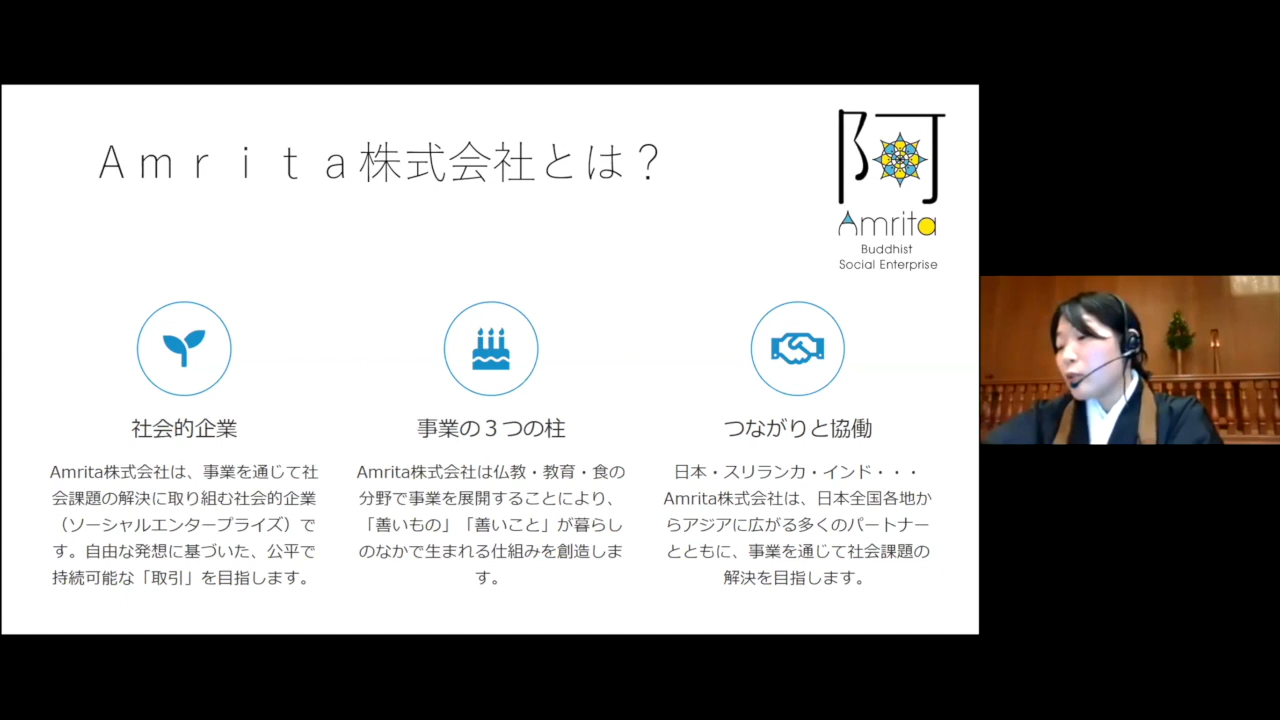 Ａｍｒｉｔａ株式会社とは？
阿
Amrita
Buddhist
Social Enterprise
社会的企業
Amrita株式会社は、事業を通じて社
会課題の解決に取り組む社会的企業
（ソーシャルエンタープライズ）で
す。自由な発想に基づいた、公平で
持続可能な「取引」を目指します。
事業の３つの柱
Amrita株式会社は仏教・教育・食の
分野で事業を展開することにより、
「善いもの」「善いこと」が暮らし
のなかで生まれる仕組みを創造しま
す。
つながりと協働
日本・スリランカ・インド・・・
Amrita株式会社は、日本全国各地か
らアジアに広がる多くのパートナー
とともに、事業を通じて社会課題の
解決を目指します。